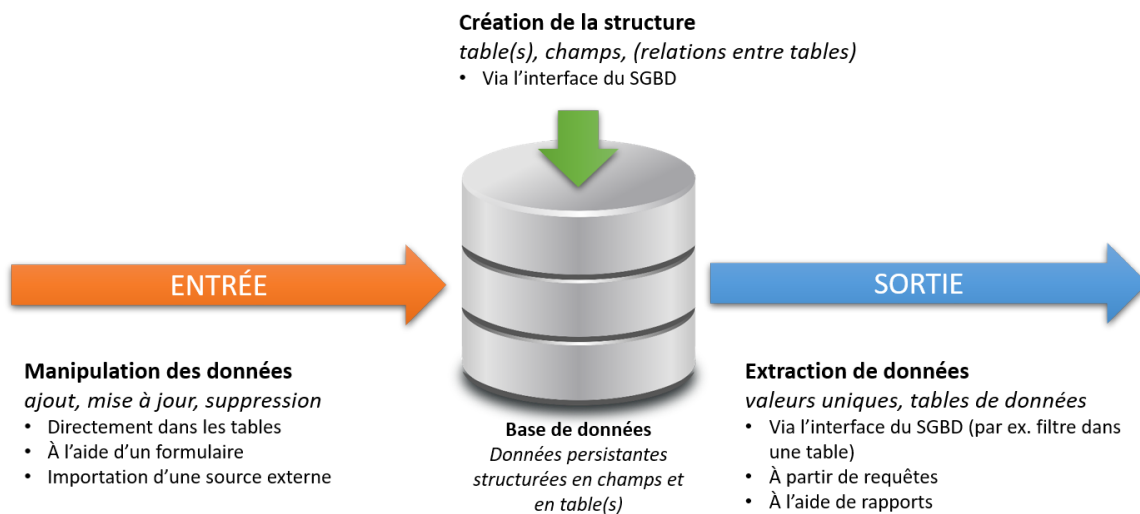 Création de la structure
table(s), champs, (relations entre tables)
• Via l’interface du SGBD
ENTRÉE
SORTIE
Manipulation des données
ajout, mise à jour, suppression
• Directement dans les tables
• À l’aide d’un formulaire
• Importation d’une source externe
Base de données
Données persistantes
structurées en champs et
en table(s)
Extraction de données
valeurs uniques, tables de données
• Via l’interface du SGBD (par ex. filtre dans
une table)
• À partir de requêtes
• À l’aide de rapports